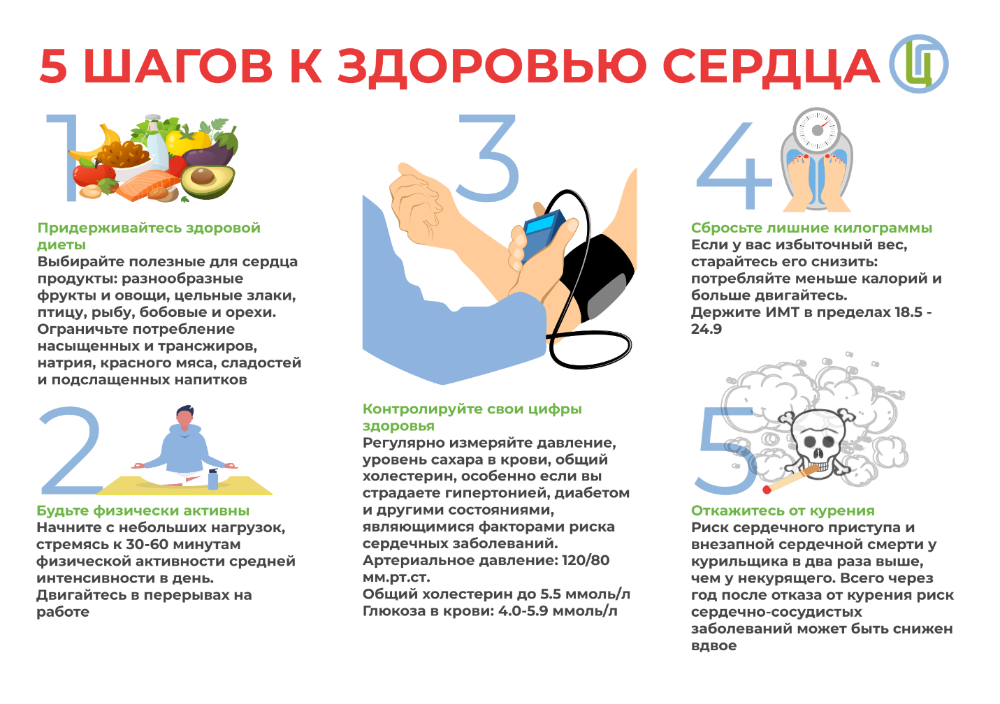 5 ШАГОВ К ЗДОРОВЬЮ СЕРДЦА
1
Придерживайтесь здоровой
диеты
Выбирайте полезные для сердца
продукты: разнообразные
фрукты и овощи, цельные злаки,
птицу, рыбу, бобовые и орехи.
Ограничьте потребление
насыщенных и трансжиров,
натрия, красного мяса, сладостей
и подслащенных напитков
2
Будьте физически активны
Начните с небольших нагрузок,
стремясь к 30-60 минутам
физической активности средней
интенсивности в день.
Двигайтесь в перерывах на
работе
3
Контролируйте свои цифры
здоровья
Регулярно измеряйте давление,
уровень сахара в крови, общий
холестерин, особенно если вы
страдаете гипертонией, диабетом
и другими состояниями,
являющимися факторами риска
сердечных заболеваний.
Артериальное давление: 120/80
мм.рт.ст.
Общий холестерин до 5.5 ммоль/л
Глюкоза в крови: 4.0-5.9 ммоль/л
4
Сбросьте лишние килограммы
Если у вас избыточный вес,
старайтесь его снизить:
потребляйте меньше калорий и
больше двигайтесь.
Держите ИМТ в пределах 18.5 -
24.9
5
Откажитесь от курения
Риск сердечного приступа и
внезапной сердечной смерти у
курильщика в два раза выше,
чем у некурящего. Всего через
год после отказа от курения риск
сердечно-сосудистых
заболеваний может быть снижен
вдвое